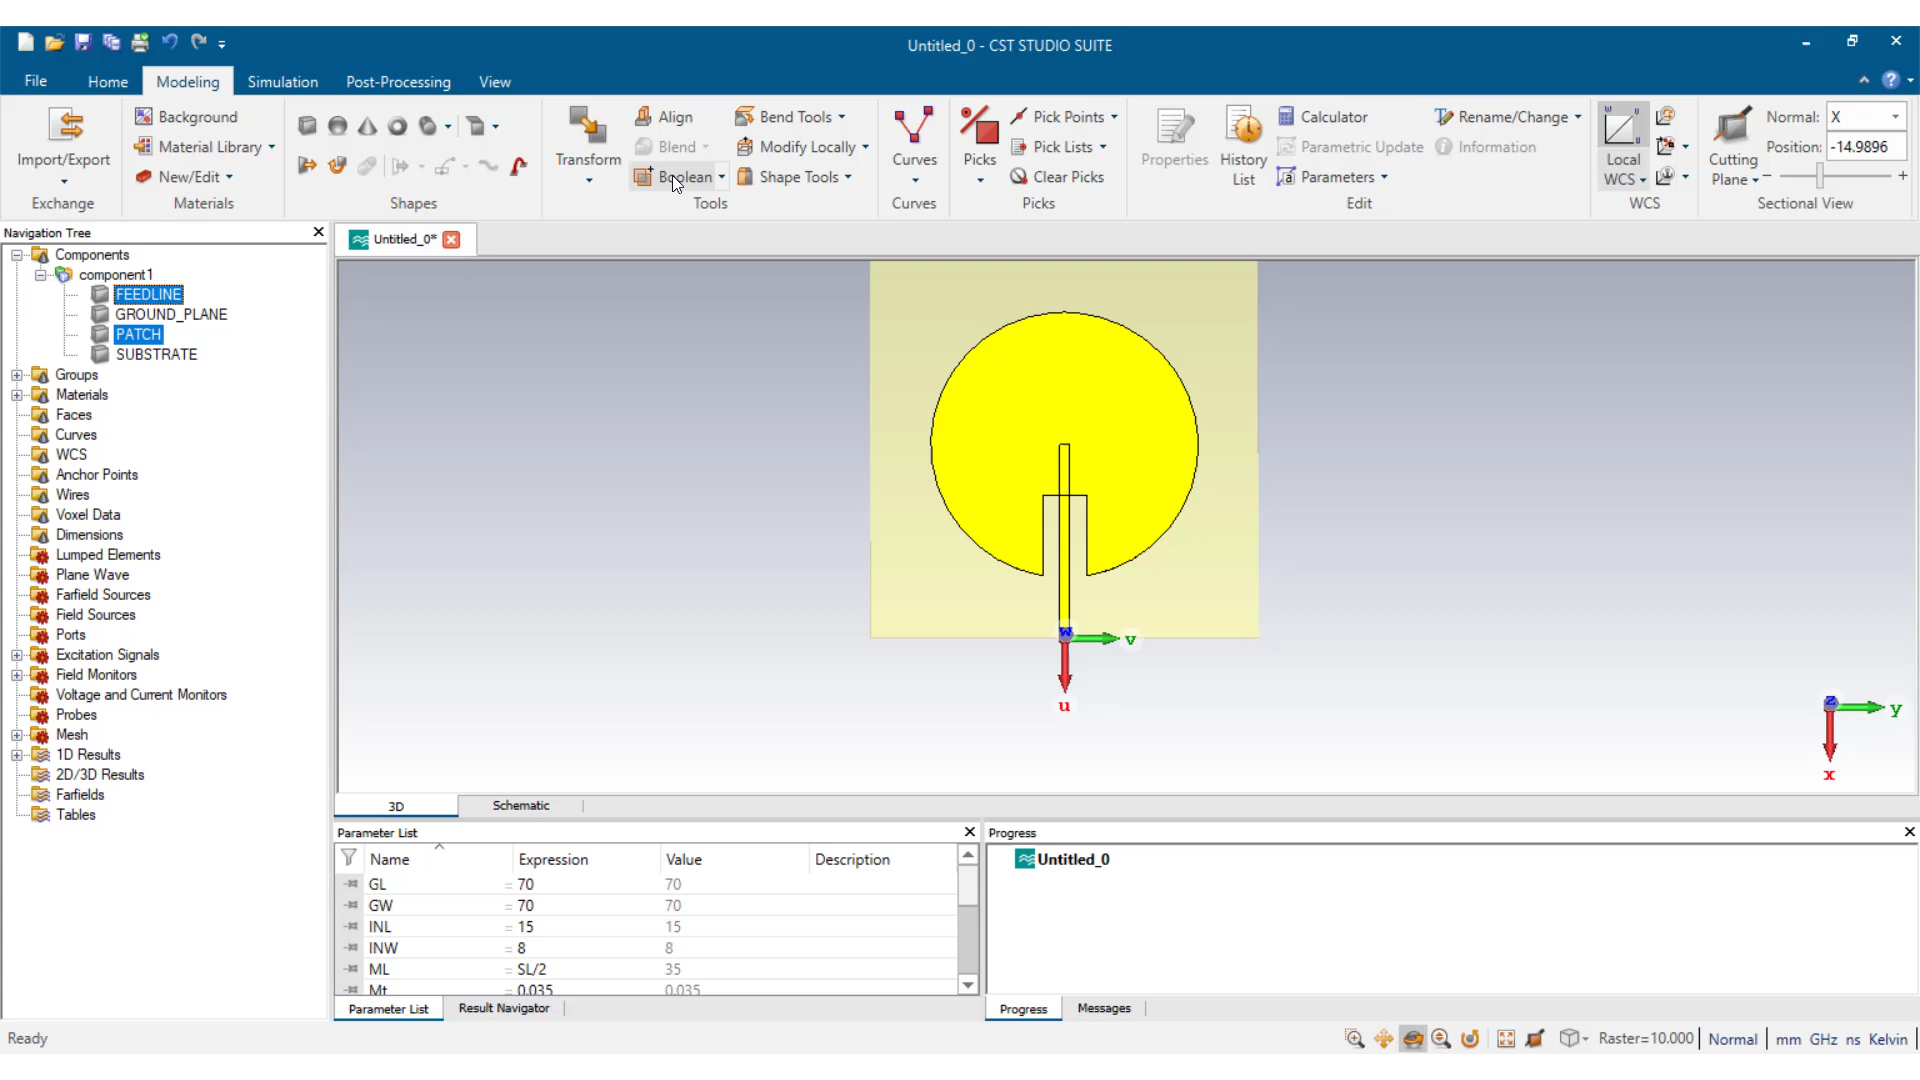 Untitled_0 - CST STUDIO SUITE
File Home Modeling Simulation Post-Processing View
Import/Export
Exchange
Background
Material Library
New/Edit
Materials
Shapes
Transform
Align
Blend
Boolean
Bend Tools
Modify Locally
Shape Tools
Tools
Curves
Curves
Picks
Pick Points
Pick Lists
Clear Picks
Picks
Properties
History
List
Calculator
Parametric Update
Parameters
Rename/Change
Information
Edit
Local
WCS
WCS
Cutting
Plane
Normal: X
Position: -14.9896
Sectional View
Navigation Tree
Components
component1
FEEDLINE
GROUND_PLANE
PATCH
SUBSTRATE
Groups
Materials
Faces
Curves
WCS
Anchor Points
Wires
Voxel Data
Dimensions
Lumped Elements
Plane Wave
Farfield Sources
Field Sources
Ports
Excitation Signals
Field Monitors
Voltage and Current Monitors
Probes
Mesh
1D Results
2D/3D Results
Farfields
Tables
Untitled_0*
w
v
u
z
y
x
3D Schematic
Parameter List
Name Expression Value Description
GL = 70 70
GW = 70 70
INL = 15 15
INW = 8 8
ML = SL/2 35
Mt = 0.035 0.035
Parameter List Result Navigator
Progress
Untitled_0
Progress Messages
Ready
Raster=10.000 Normal mm GHz ns Kelvin